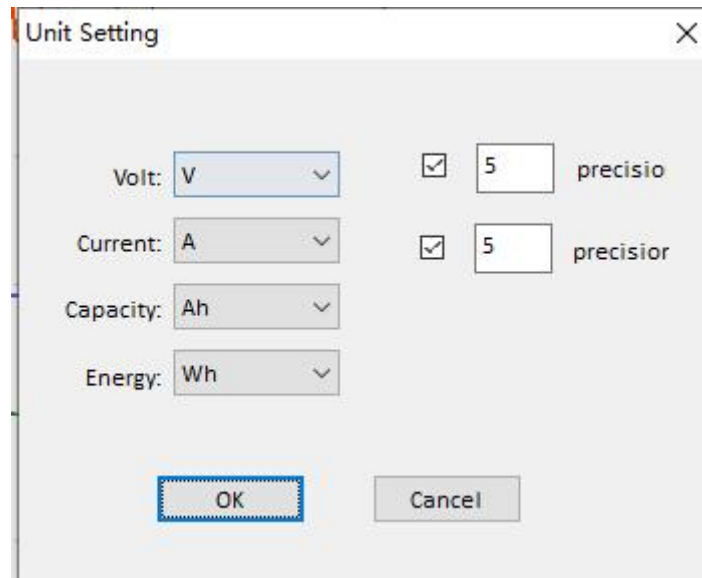 Unit Setting
Volt: V 5 precisio
Current: A 5 precisior
Capacity: Ah
Energy: Wh
OK Cancel